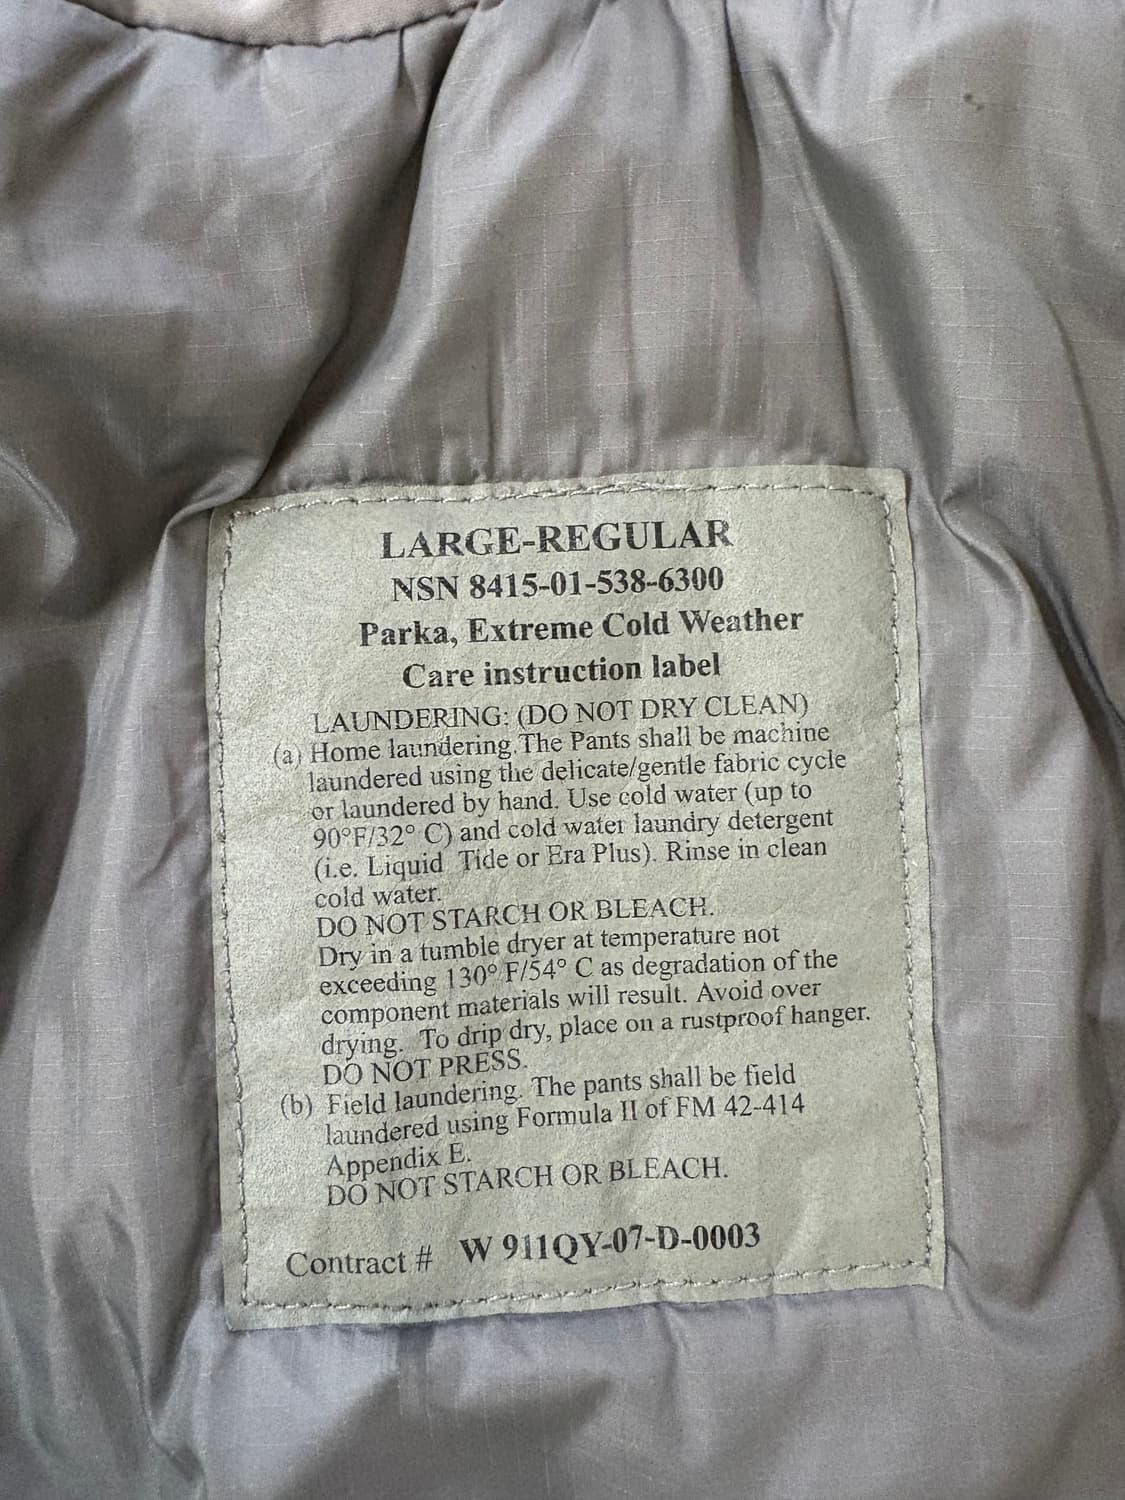 LARGE-REGULAR
NSN 8415-01-538-6300
Parka, Extreme Cold Weather
Care instruction label
LAUNDERING: (DO NOT DRY CLEAN)
(a) Home laundering. The Pants shall be machine
laundered using the delicate/gentle fabric cycle
or laundered by hand. Use cold water (up to
90°F/32° C) and cold water laundry detergent
(i.e. Liquid Tide or Era Plus). Rinse in clean
cold water.
DO NOT STARCH OR BLEACH.
Dry in a tumble dryer at temperature not
exceeding 130° F/54° C as degradation of the
component materials will result. Avoid over
drying. To drip dry, place on a rustproof hanger.
DO NOT PRESS.
(b) Field laundering. The pants shall be field
laundered using Formula II of FM 42-414
Appendix E.
DO NOT STARCH OR BLEACH.
Contract # W 911QY-07-D-0003